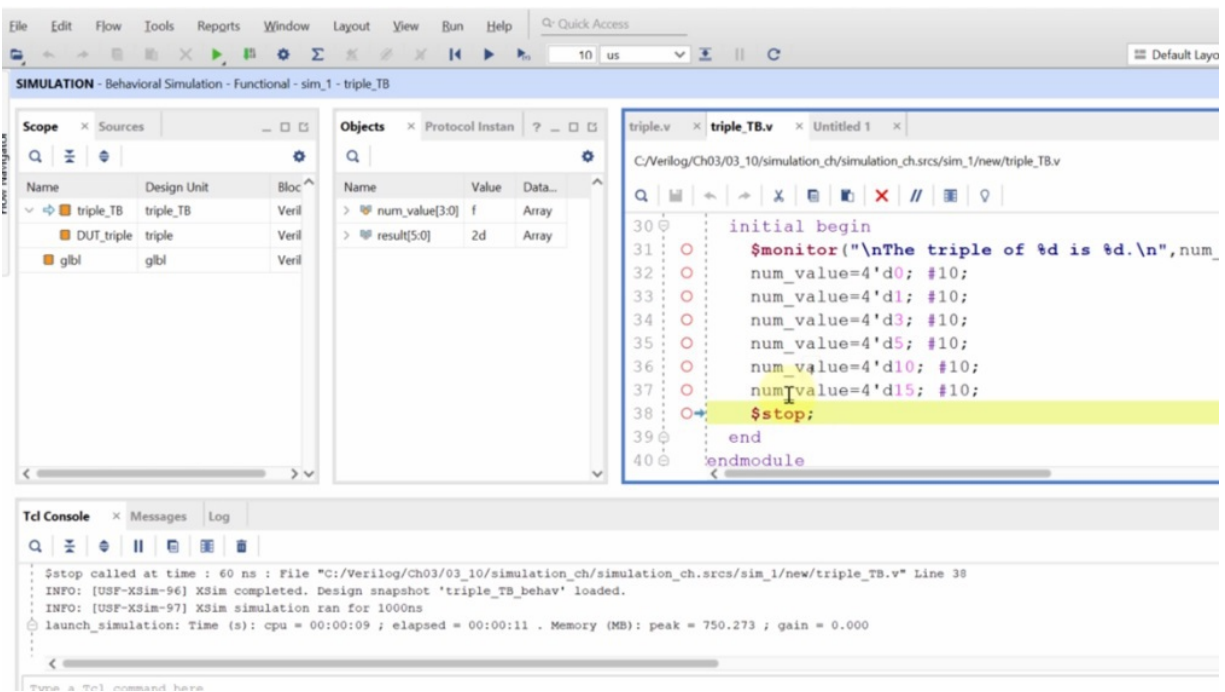 File Edit Flow Tools Reports Window Layout View Run Help Quick Access
10 us Default Layo
SIMULATION - Behavioral Simulation - Functional - sim_1 - triple_TB
Scope × Sources
Name Design Unit Bloc
triple_TB triple_TB Veril
DUT_triple triple Veril
glbl glbl Veril
Objects × Protocol Instan ?
Name Value Data...
num_value[3:0] f Array
result[5:0] 2d Array
triple.v × triple_TB.v × Untitled 1 ×
C:/Verilog/Ch03/03_10/simulation_ch/simulation_ch.srcs/sim_1/new/triple_TB.v
30 initial begin
31 $monitor("\nThe triple of %d is %d.\n",num_
32 num_value=4'd0; #10;
33 num_value=4'd1; #10;
34 num_value=4'd3; #10;
35 num_value=4'd5; #10;
36 num_value=4'd10; #10;
37 num_value=4'd15; #10;
38 $stop;
39 end
40 endmodule
Tcl Console × Messages Log
$stop called at time : 60 ns : File "C:/Verilog/Ch03/03_10/simulation_ch/simulation_ch.srcs/sim_1/new/triple_TB.v" Line 38
INFO: [USF-XSim-96] XSim completed. Design snapshot 'triple_TB_behav' loaded.
INFO: [USF-XSim-97] XSim simulation ran for 1000ns
launch_simulation: Time (s): cpu = 00:00:09 ; elapsed = 00:00:11 . Memory (MB): peak = 750.273 ; gain = 0.000
Type a Tcl command here